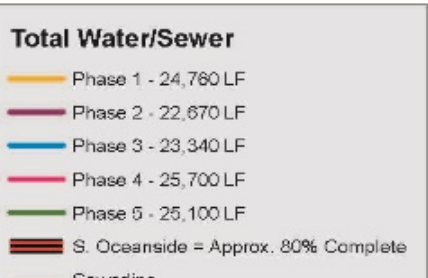 Total Water/Sewer
Phase 1 - 24,760 LF
Phase 2 - 22,670 LF
Phase 3 - 23,340 LF
Phase 4 - 25,700 LF
Phase 5 - 25,100 LF
S. Oceanside = Approx. 80% Complete